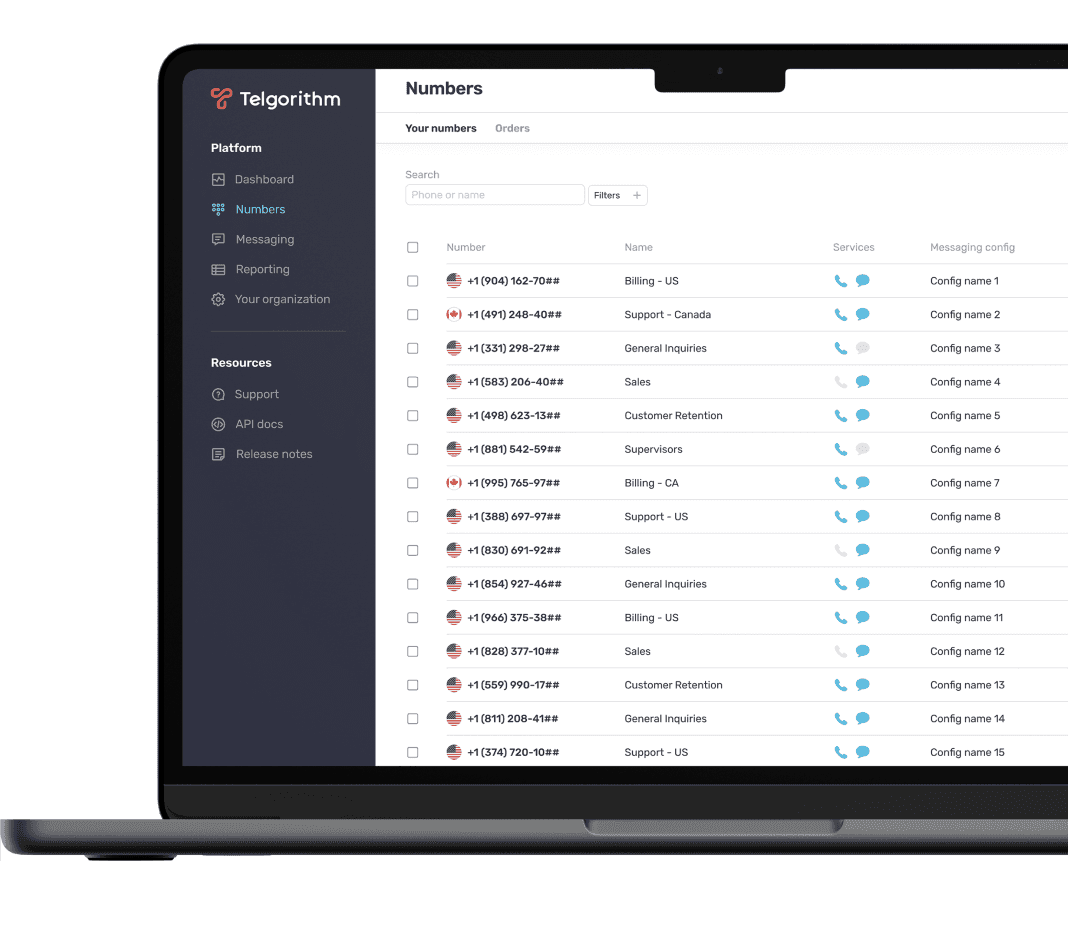 Telgorithm
Platform
Dashboard
Numbers
Messaging
Reporting
Your organization
Resources
Support
API docs
Release notes
Numbers
Your numbers Orders
Search
Phone or name Filters +
Number Name Services Messaging config
+1 (904) 162-70## Billing - US Config name 1
+1 (491) 248-40## Support - Canada Config name 2
+1 (331) 298-27## General Inquiries Config name 3
+1 (583) 206-40## Sales Config name 4
+1 (498) 623-13## Customer Retention Config name 5
+1 (881) 542-59## Supervisors Config name 6
+1 (995) 765-97## Billing - CA Config name 7
+1 (388) 697-97## Support - US Config name 8
+1 (830) 691-92## Sales Config name 9
+1 (854) 927-46## General Inquiries Config name 10
+1 (966) 375-38## Billing - US Config name 11
+1 (828) 377-10## Sales Config name 12
+1 (559) 990-17## Customer Retention Config name 13
+1 (811) 208-41## General Inquiries Config name 14
+1 (374) 720-10## Support - US Config name 15